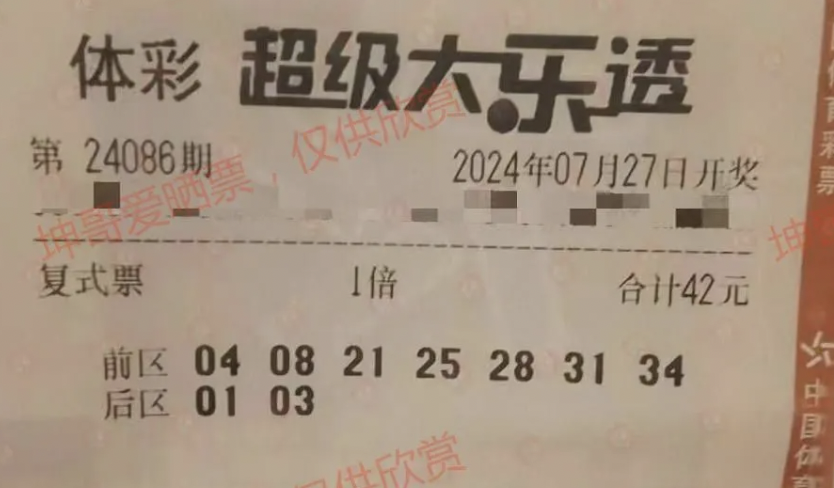 体彩 超级大乐透
第 24086期 2024年07月27日开奖
坤哥爱晒票，仅供欣赏
复式票 1倍 合计42元
前区 04 08 21 25 28 31 34
后区 01 03
仅供欣赏
坤
彩票
中国体育